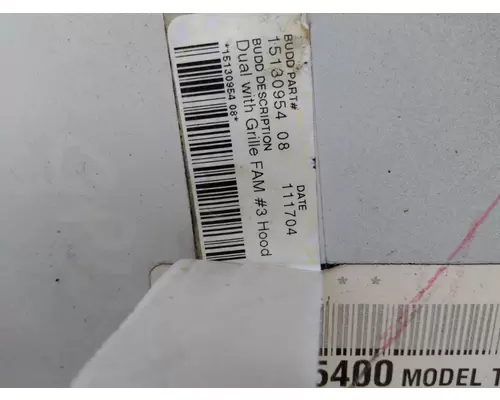 BUDD PART# DATE
15130954 08 111704
BUDD DESCRIPTION
Dual with Grille FAM #3 Hood
*15130954 08*
* *
5400 MODEL T